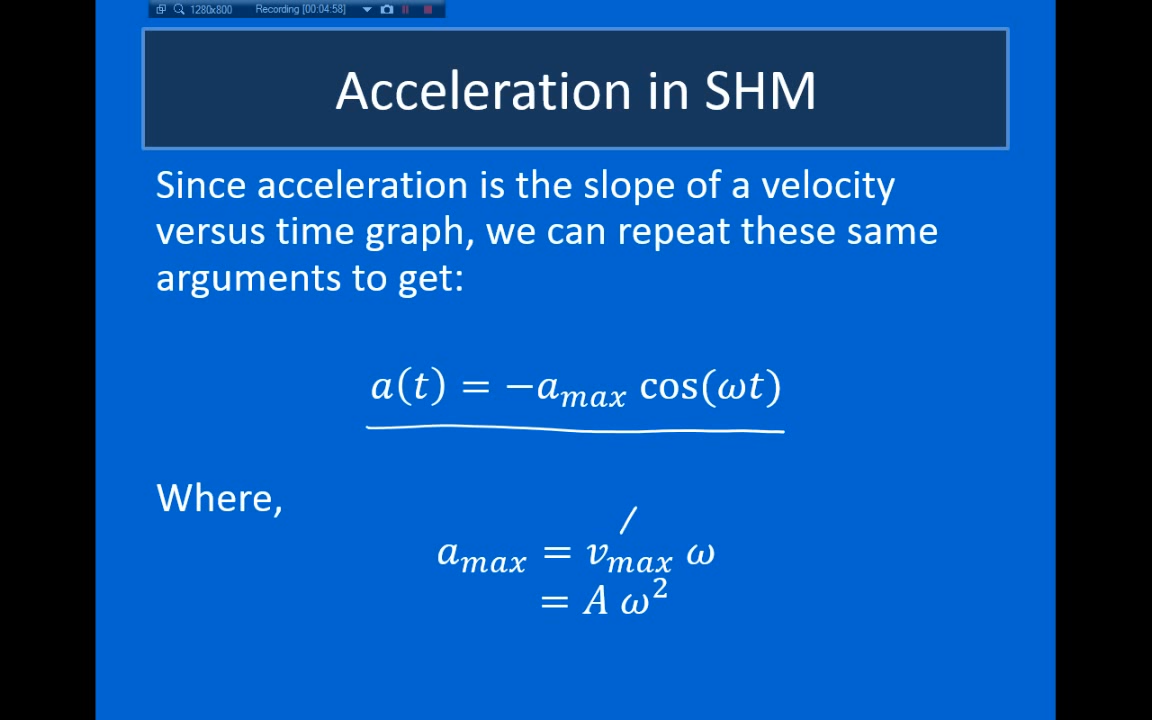 1280x800 Recording [00:04:58]
Acceleration in SHM
Since acceleration is the slope of a velocity
versus time graph, we can repeat these same
arguments to get:
a(t) = −a_max cos(ωt)
Where,
a_max = v_max ω
= A ω²